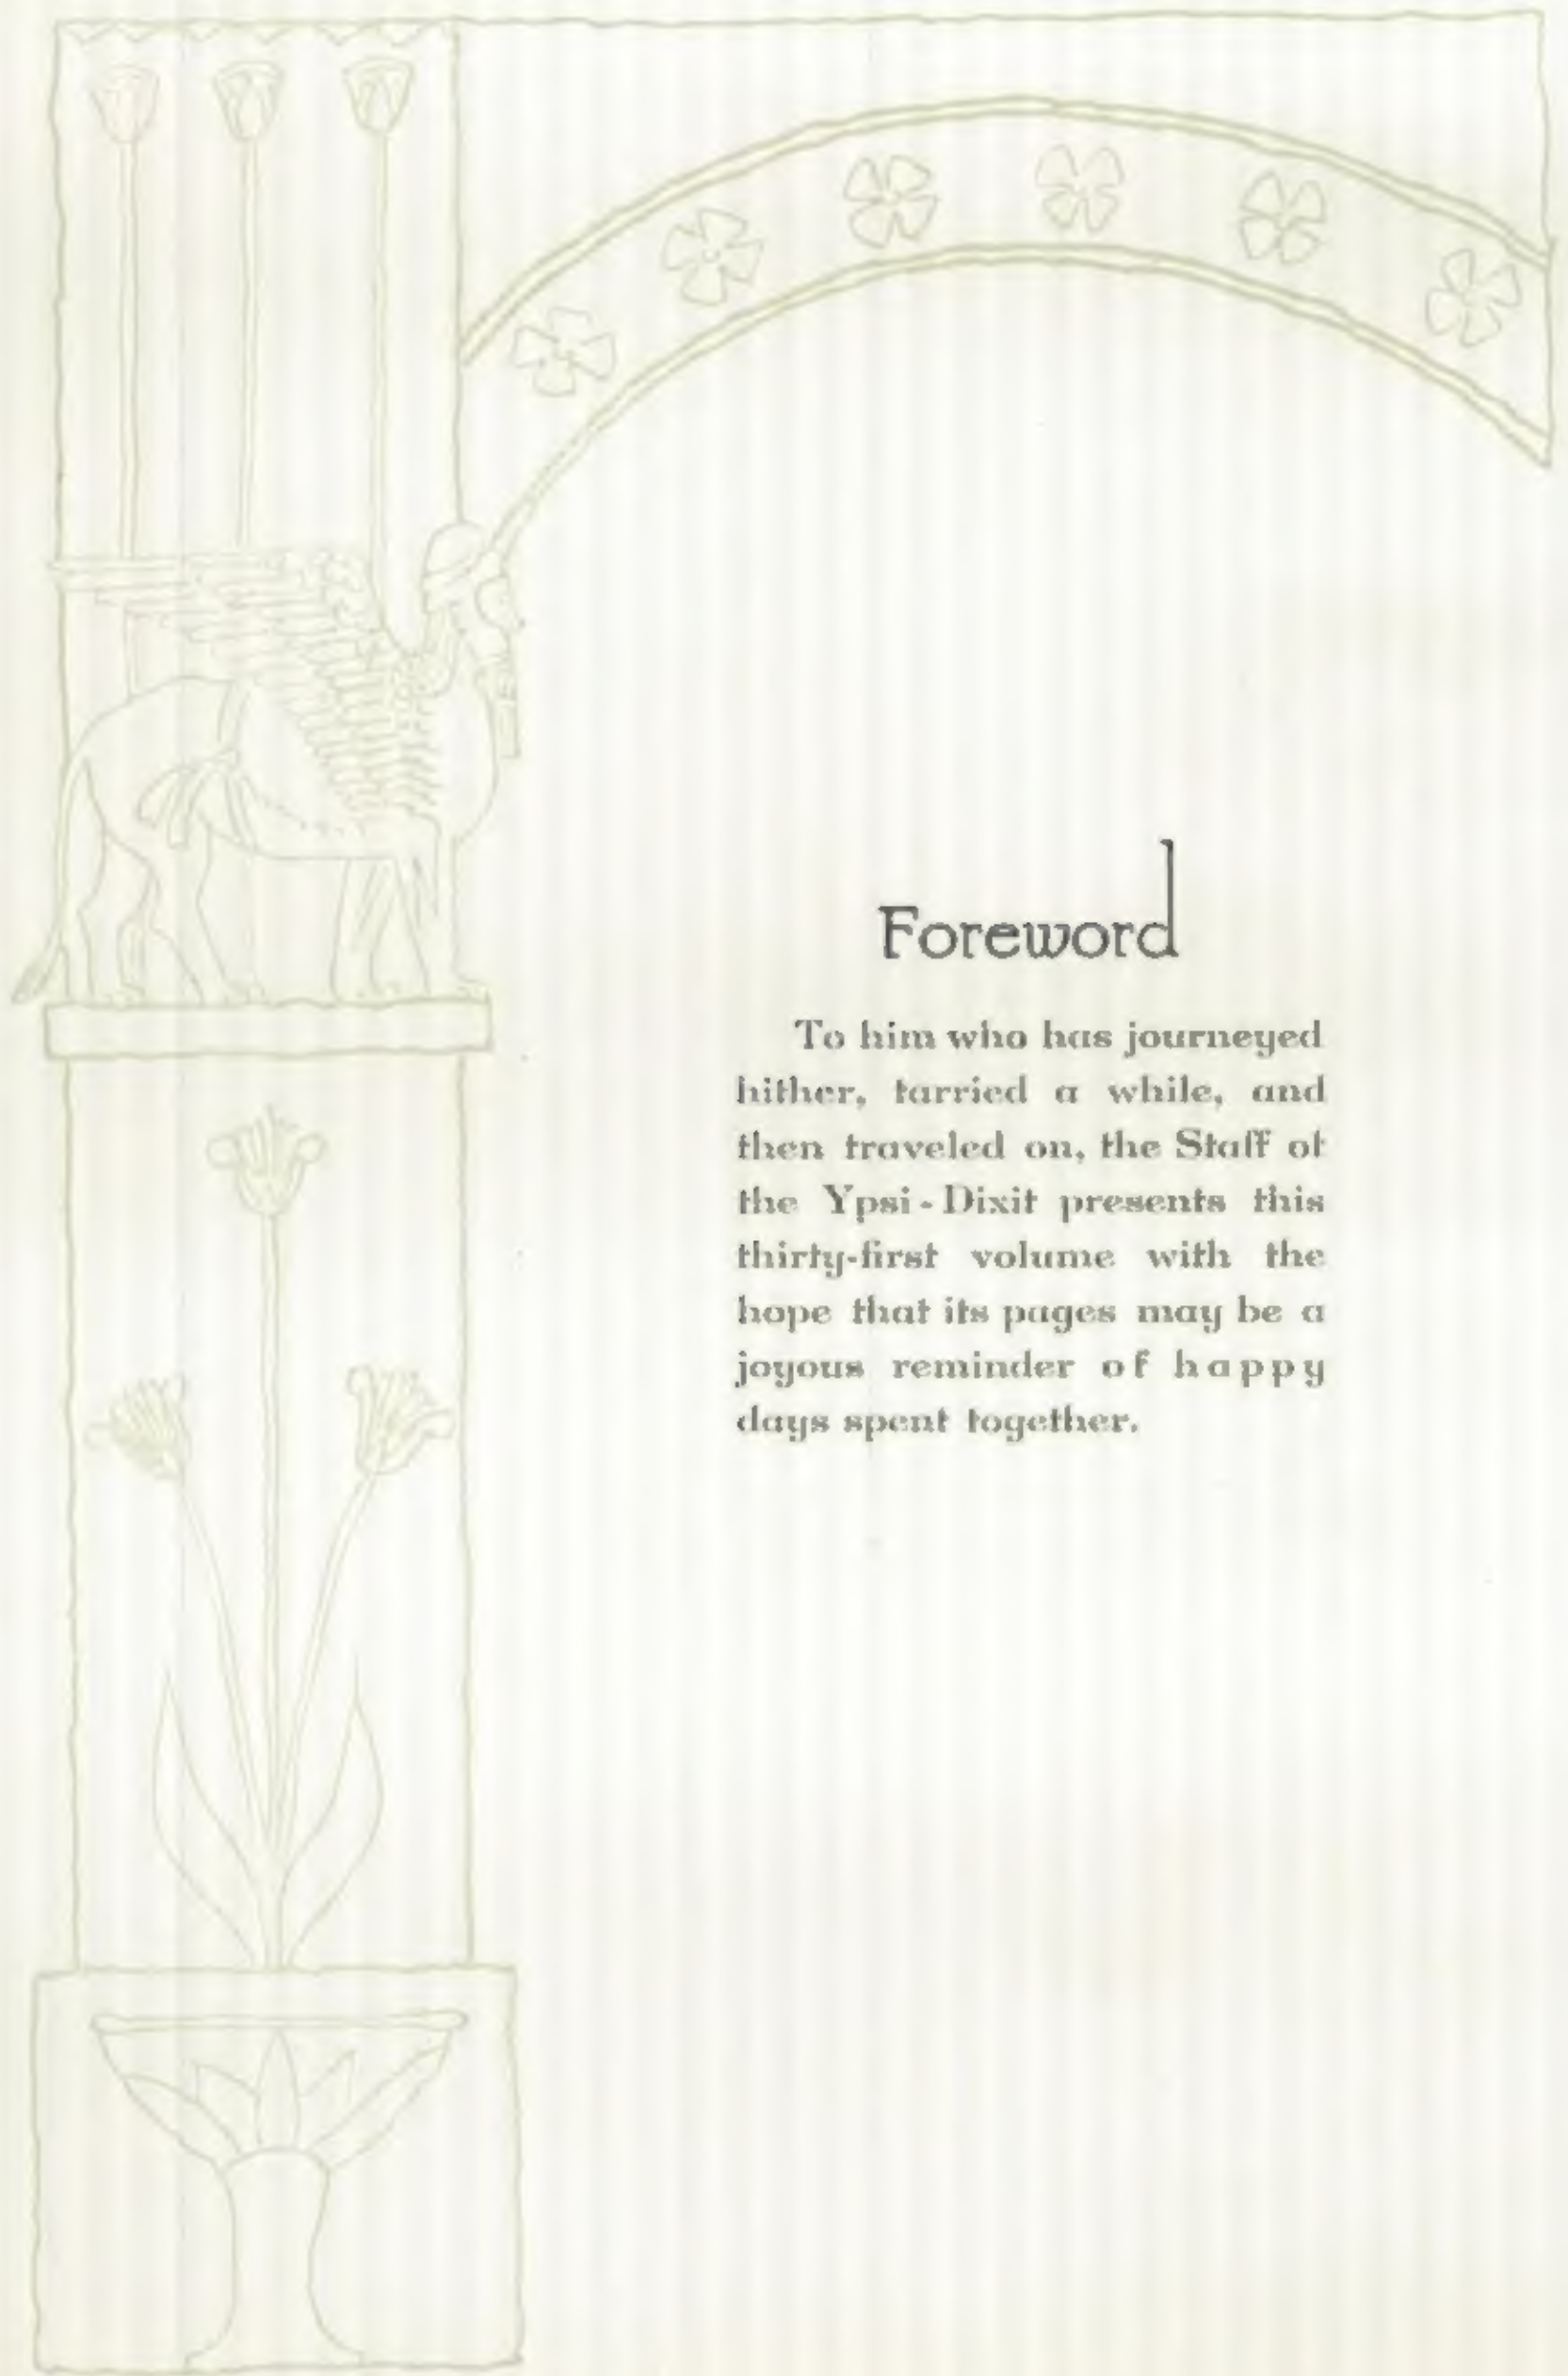 Foreword
To him who has journeyed
hither, tarried a while, and
then traveled on, the Staff of
the Ypsi-Dixit presents this
thirty-first volume with the
hope that its pages may be a
joyous reminder of happy
days spent together.